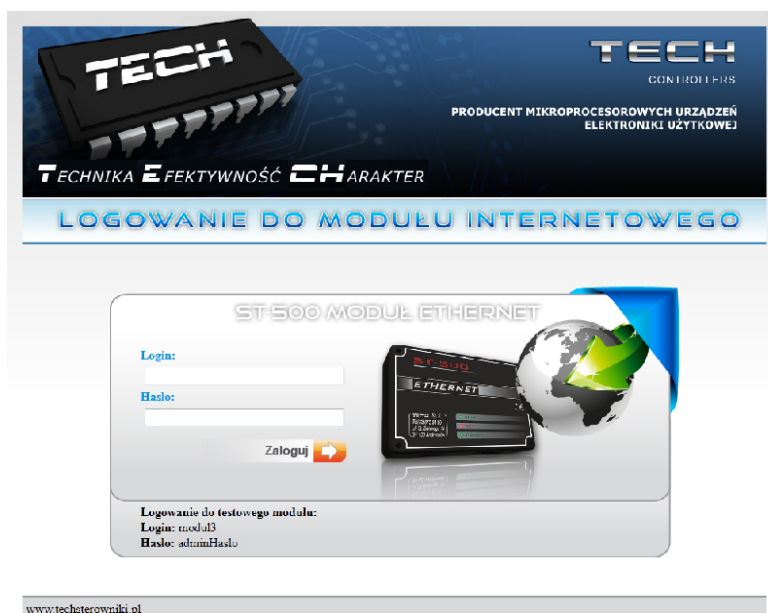 TECH
TECH
CONTROLLERS
PRODUCENT MIKROPROCESOROWYCH URZĄDZEŃ
ELEKTRONIKI UŻYTKOWEJ
TECHNIKA EFEKTYWNOŚĆ CHARAKTER
LOGOWANIE DO MODUŁU INTERNETOWEGO
ST-500 MODUŁ ETHERNET
Login:
Hasło:
Zaloguj
ST-500
ETHERNET
Logowanie do testowego modułu:
Login: modul3
Hasło: adminHaslo
www.techsterowniki.pl